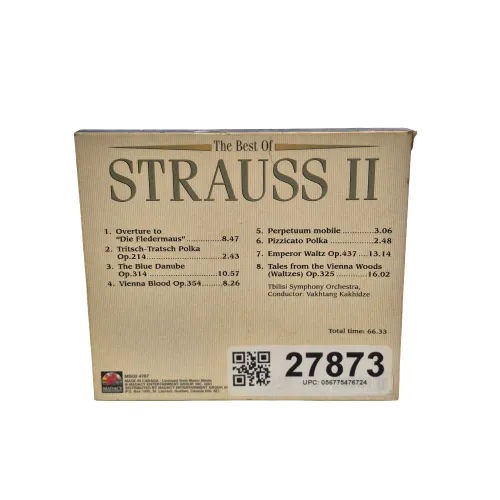 The Best Of
STRAUSS II
1. Overture to
"Die Fledermaus"..........8.47
2. Tritsch-Tratsch Polka
Op.214..........2.43
3. The Blue Danube
Op.314..........10.57
4. Vienna Blood Op.354........8.26
5. Perpetuum mobile ..........3.06
6. Pizzicato Polka ..........2.48
7. Emperor Waltz Op.437 ....13.14
8. Tales from the Vienna Woods
(Waltzes) Op.325 ..........16.02
Tbilisi Symphony Orchestra,
Conductor: Vakhtang Kakhidze
Total time: 66.33
27873
UPC: 056775476724
MADACY
MADE IN CANADA